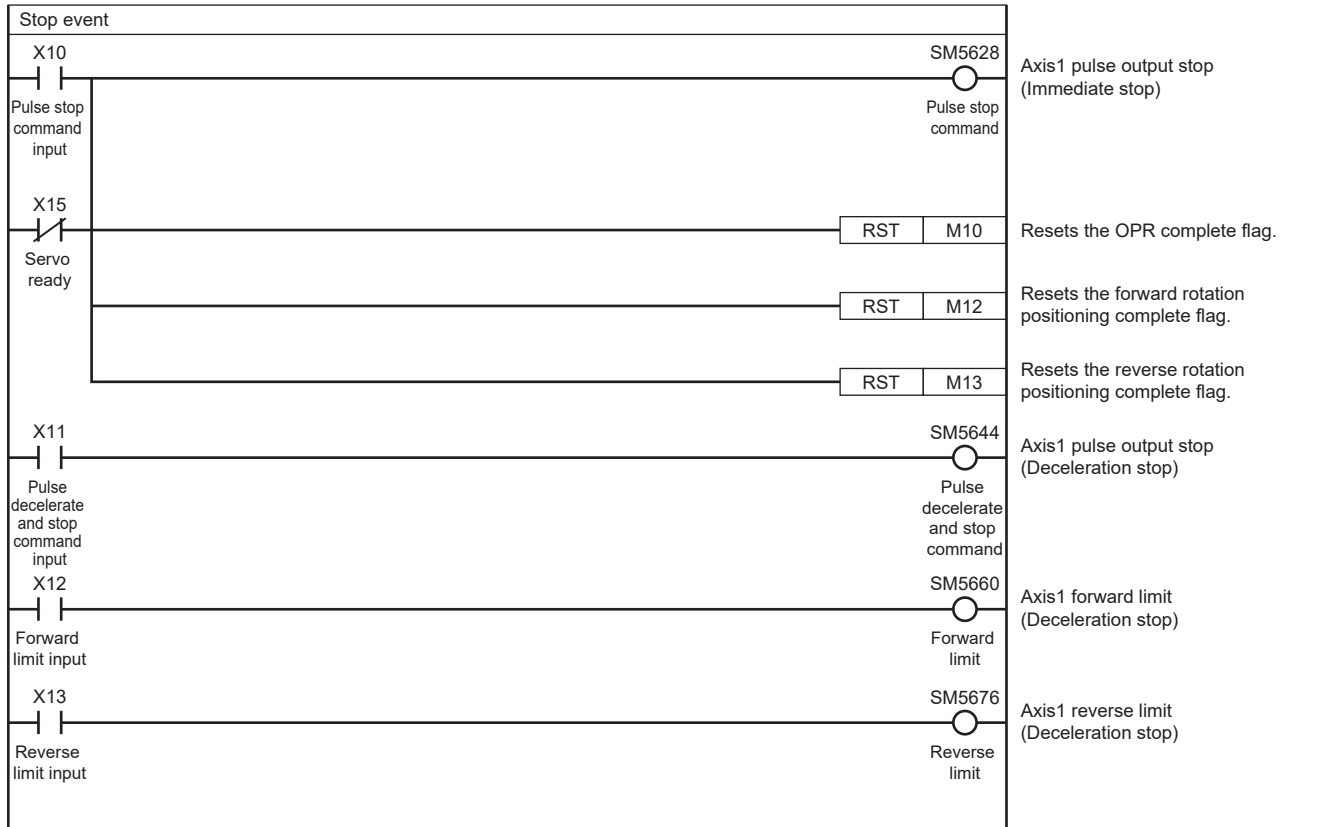 Stop event
X10
SM5628
Axis1 pulse output stop
(Immediate stop)
Pulse stop
command
input
Pulse stop
command
X15
RST M10
Resets the OPR complete flag.
Servo
ready
RST M12
Resets the forward rotation
positioning complete flag.
RST M13
Resets the reverse rotation
positioning complete flag.
X11
SM5644
Axis1 pulse output stop
(Deceleration stop)
Pulse
decelerate
and stop
command
input
Pulse
decelerate
and stop
command
X12
SM5660
Axis1 forward limit
(Deceleration stop)
Forward
limit input
Forward
limit
X13
SM5676
Axis1 reverse limit
(Deceleration stop)
Reverse
limit input
Reverse
limit